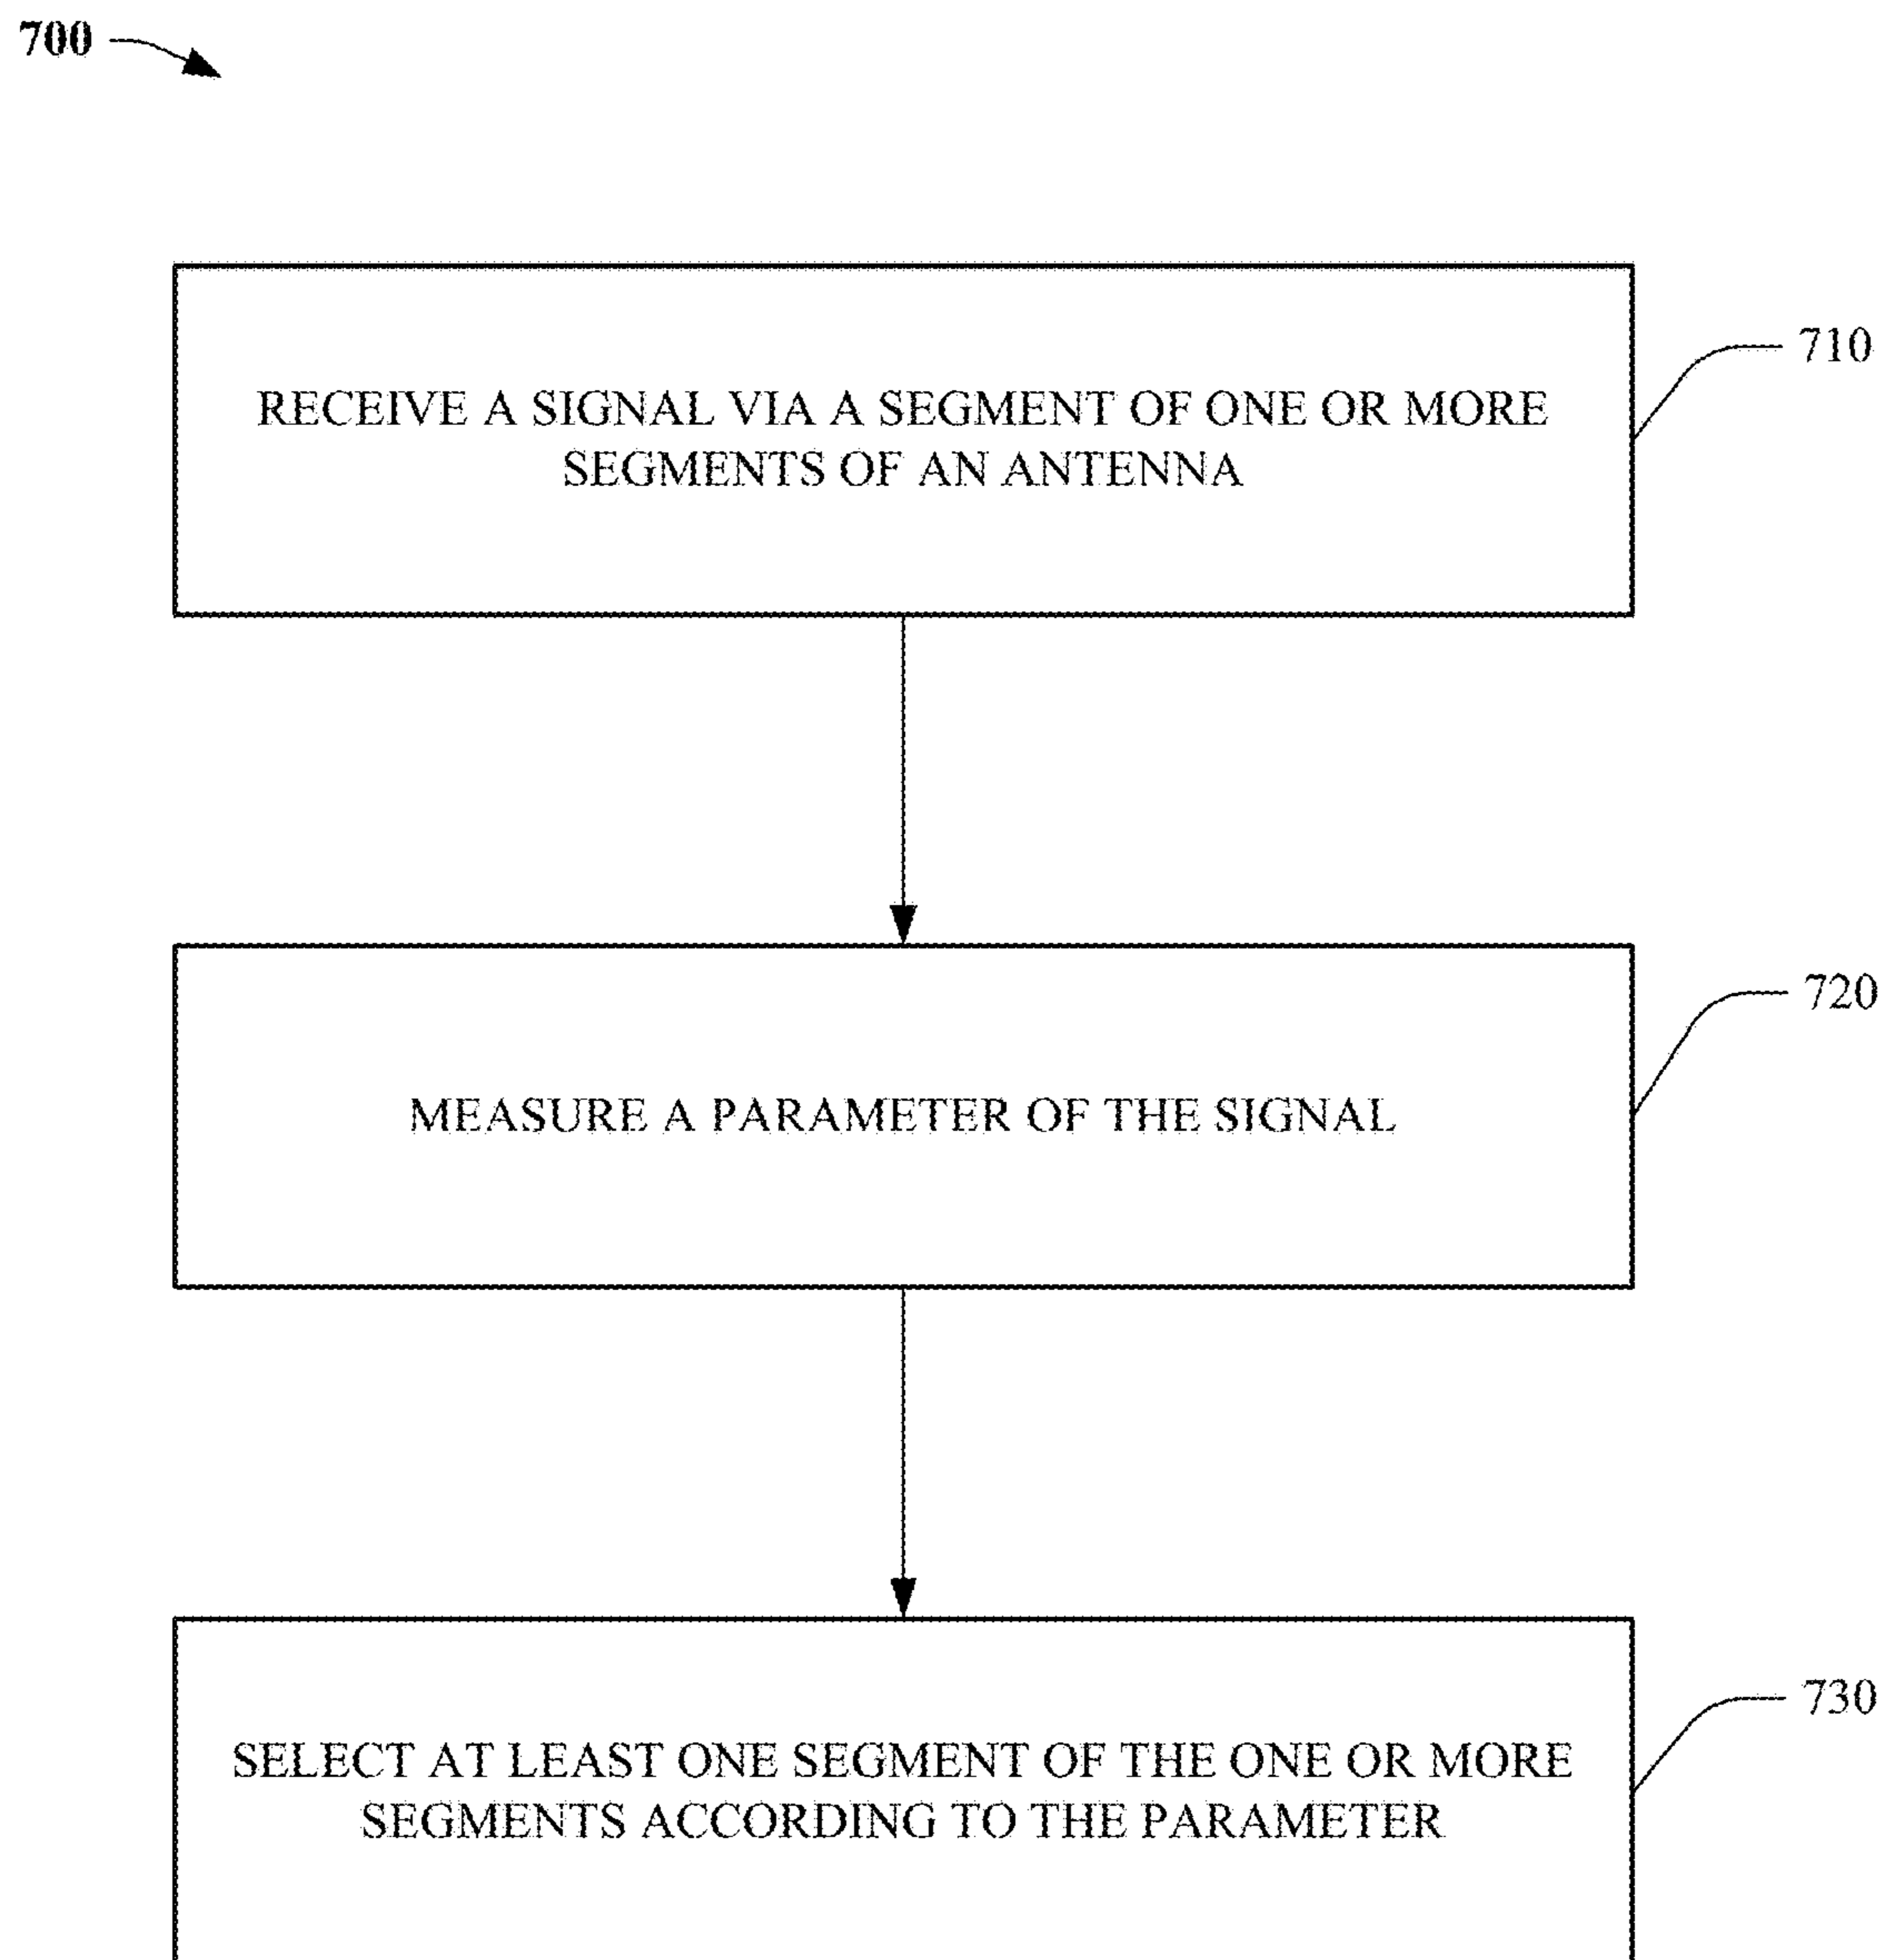 700
710
RECEIVE A SIGNAL VIA A SEGMENT OF ONE OR MORE
SEGMENTS OF AN ANTENNA
720
MEASURE A PARAMETER OF THE SIGNAL
730
SELECT AT LEAST ONE SEGMENT OF THE ONE OR MORE
SEGMENTS ACCORDING TO THE PARAMETER